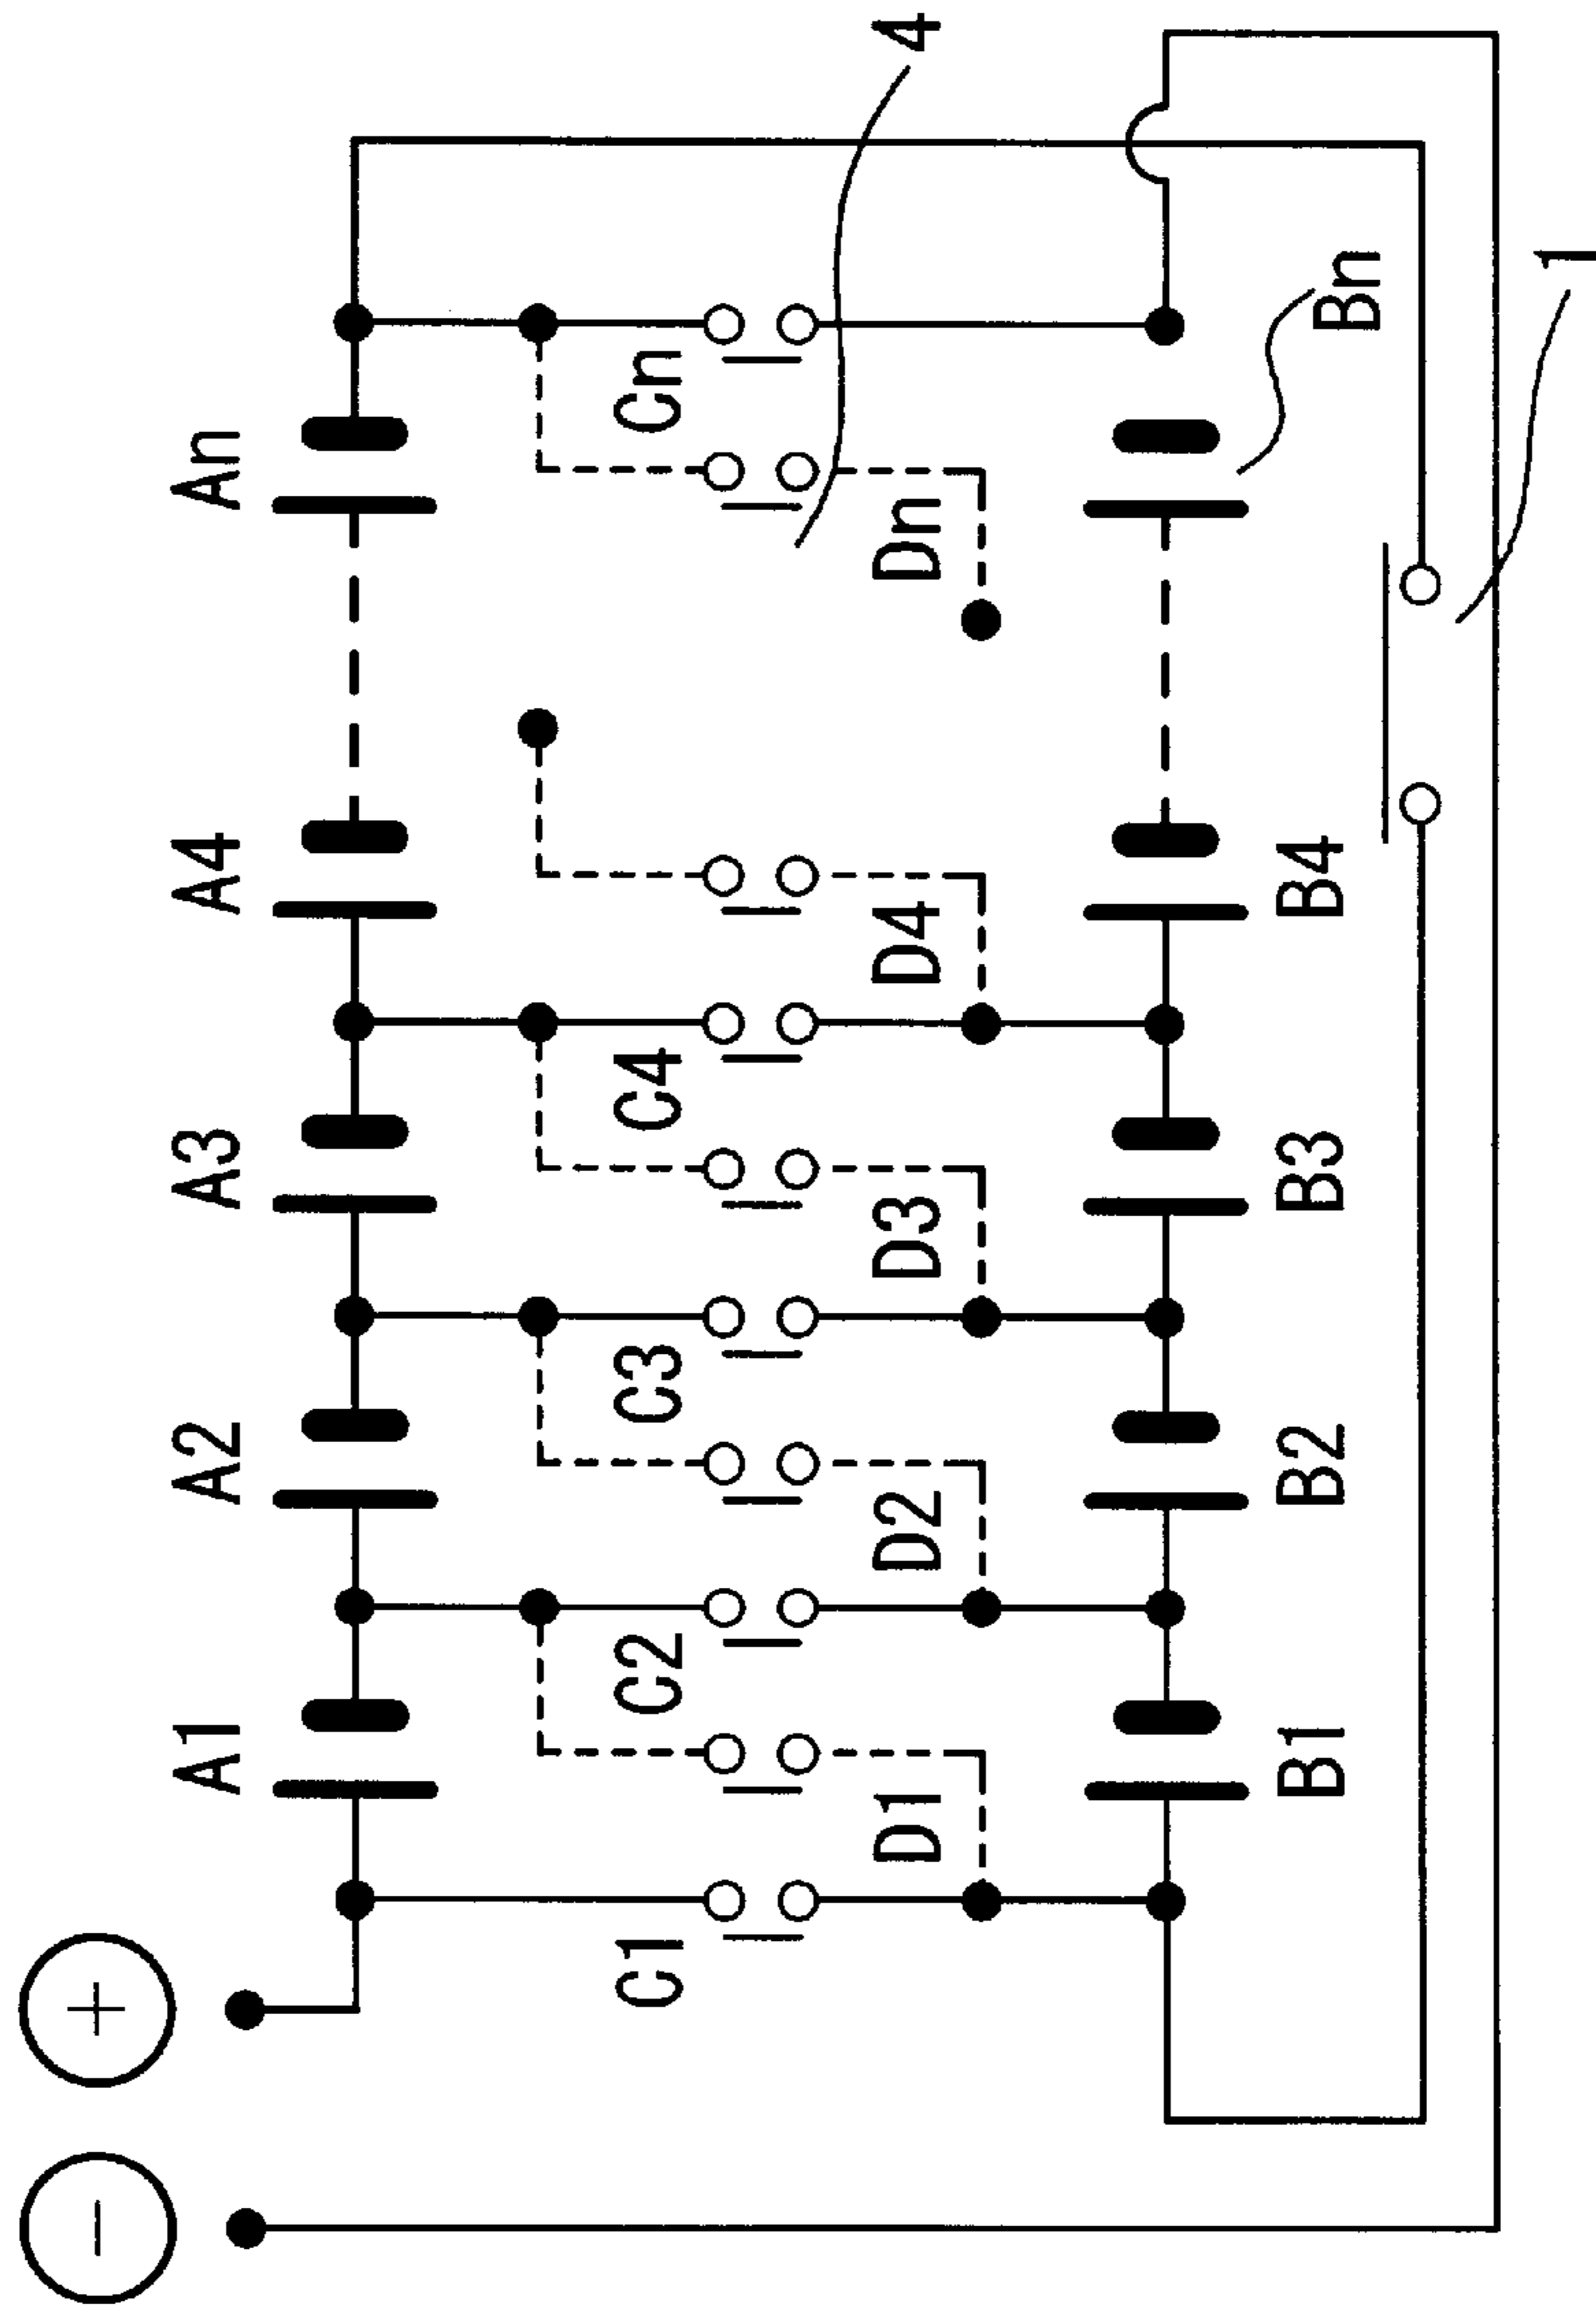 A1 A2 A3 A4 An
+
−
C1 C2 C3 C4 Cn
D1 D2 D3 D4 Dn
4
B1 B2 B3 B4 Bn
1